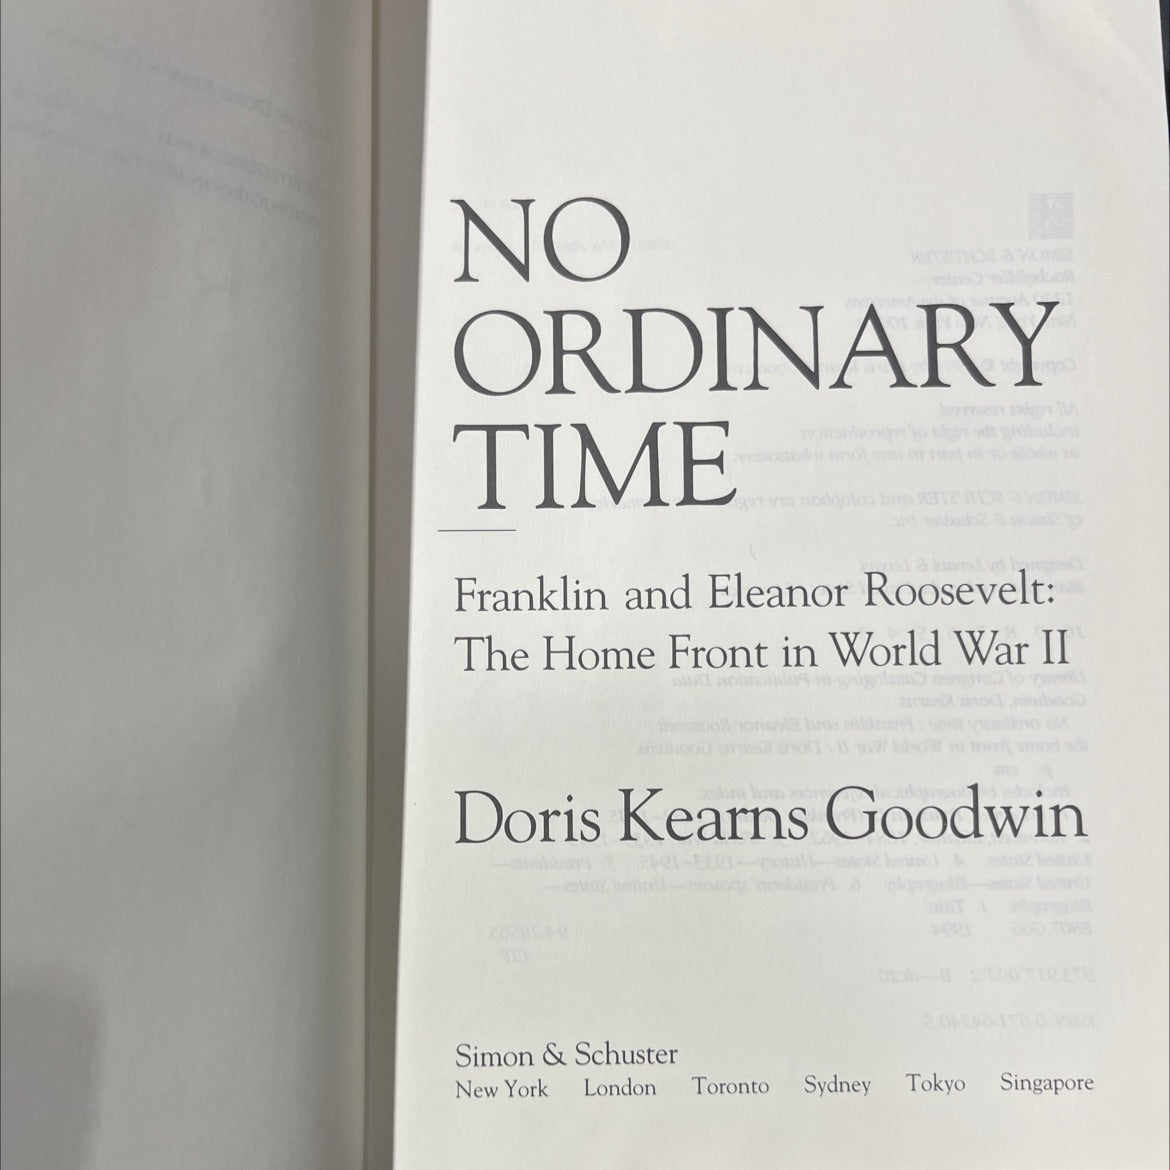 NO
ORDINARY
TIME
Franklin and Eleanor Roosevelt:
The Home Front in World War II
Doris Kearns Goodwin
Simon & Schuster
New York London Toronto Sydney Tokyo Singapore